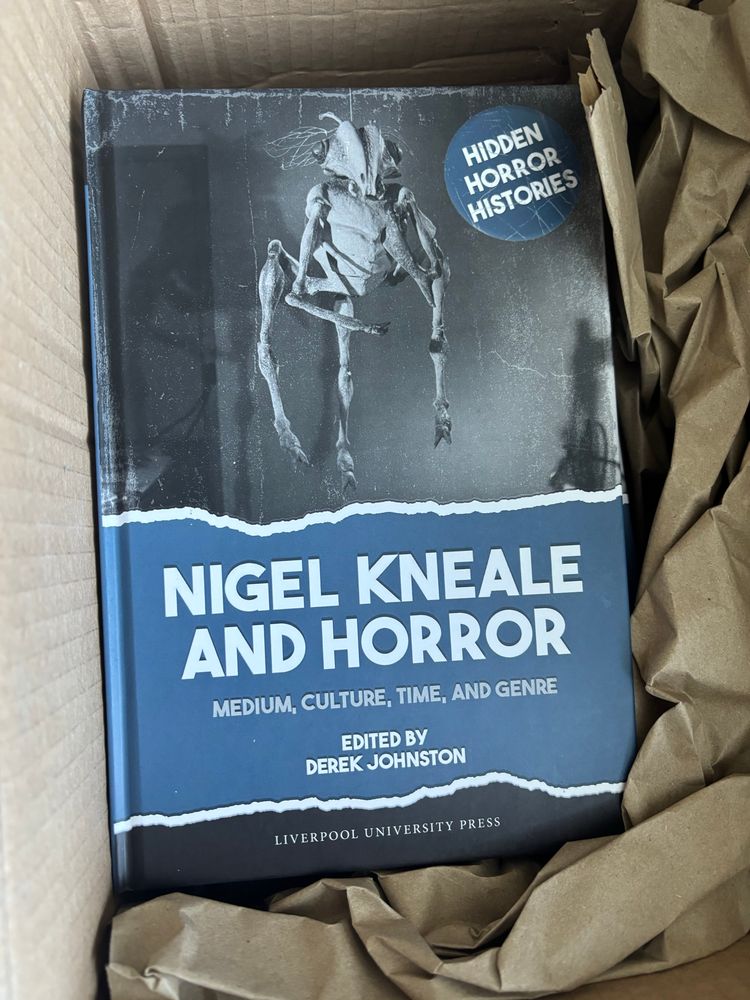 HIDDEN
HORROR
HISTORIES
NIGEL KNEALE
AND HORROR
MEDIUM, CULTURE, TIME, AND GENRE
EDITED BY
DEREK JOHNSTON
LIVERPOOL UNIVERSITY PRESS